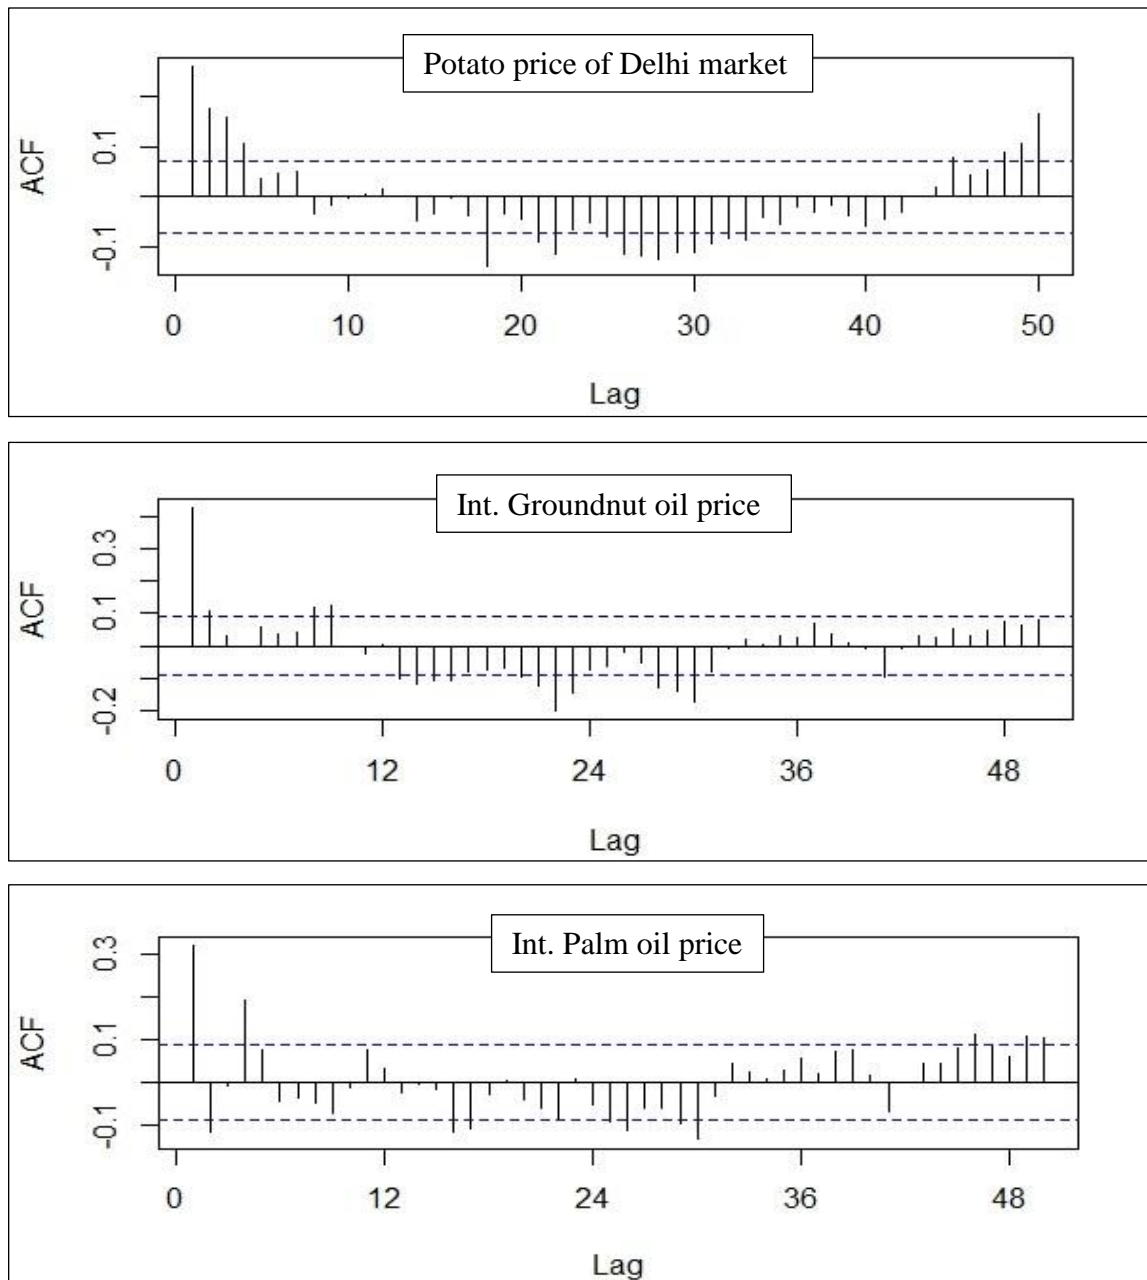 Potato price of Delhi market
ACF
0.1
-0.1
0 10 20 30 40 50
Lag
Int. Groundnut oil price
ACF
0.3
0.1
-0.2
0 12 24 36 48
Lag
Int. Palm oil price
ACF
0.3
0.1
-0.1
0 12 24 36 48
Lag